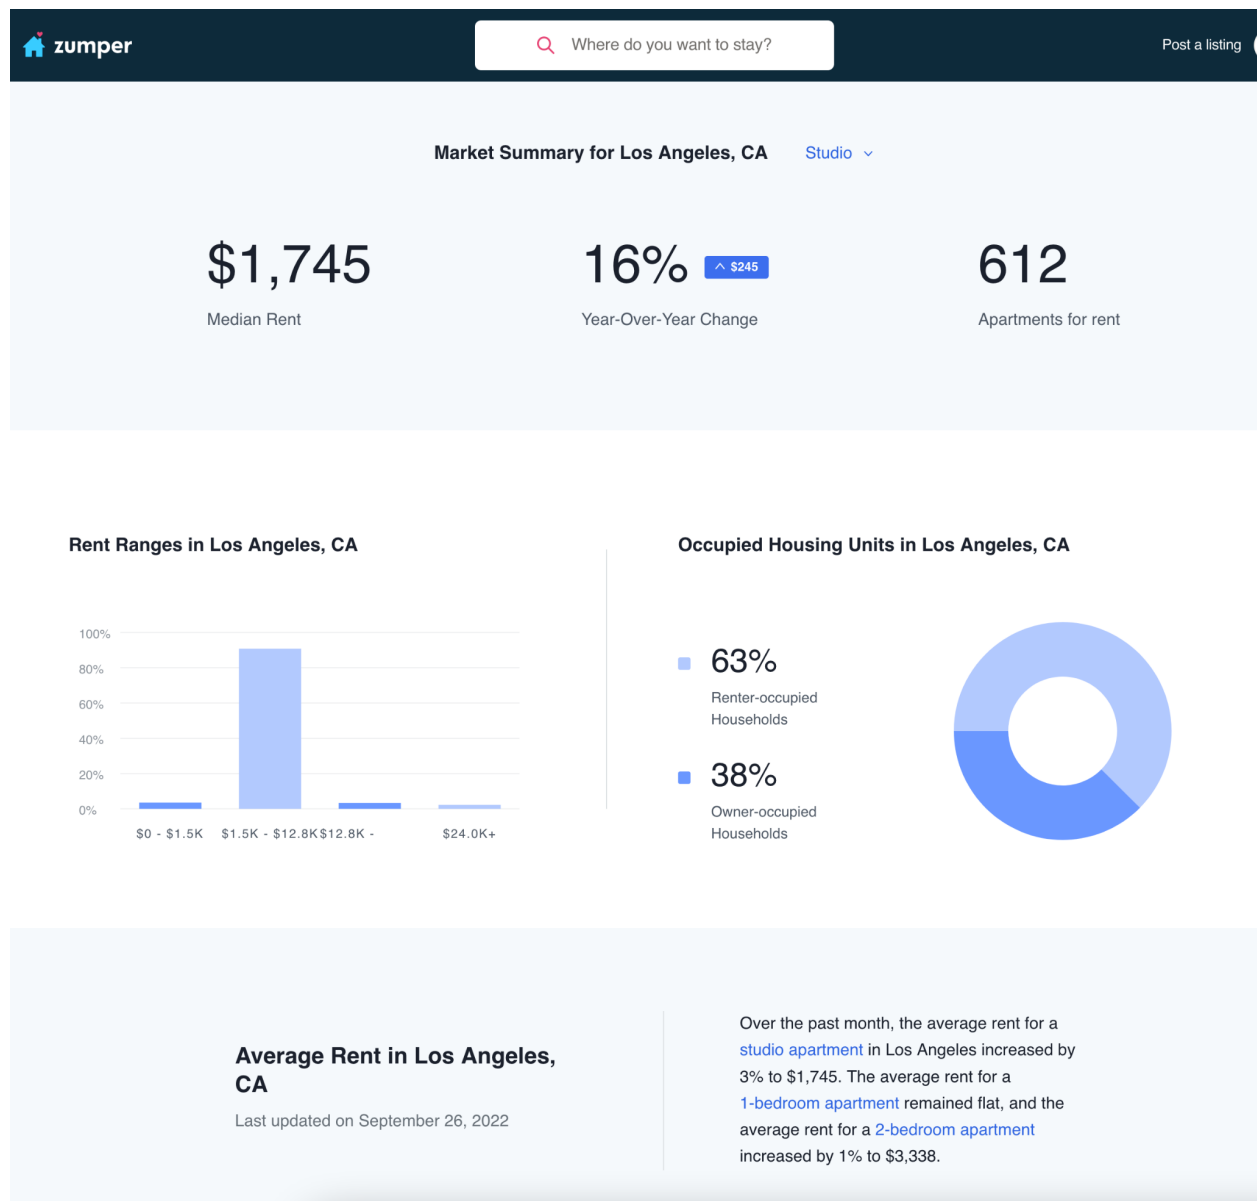 zumper
Where do you want to stay?
Post a listing
Market Summary for Los Angeles, CA
Studio
$1,745
Median Rent
16%
$245
Year-Over-Year Change
612
Apartments for rent
Rent Ranges in Los Angeles, CA
100%
80%
60%
40%
20%
0%
$0 - $1.5K
$1.5K - $12.8K
$12.8K -
$24.0K+
Occupied Housing Units in Los Angeles, CA
63%
Renter-occupied
Households
38%
Owner-occupied
Households
Average Rent in Los Angeles,
CA
Last updated on September 26, 2022
Over the past month, the average rent for a
studio apartment in Los Angeles increased by
3% to $1,745. The average rent for a
1-bedroom apartment remained flat, and the
average rent for a 2-bedroom apartment
increased by 1% to $3,338.